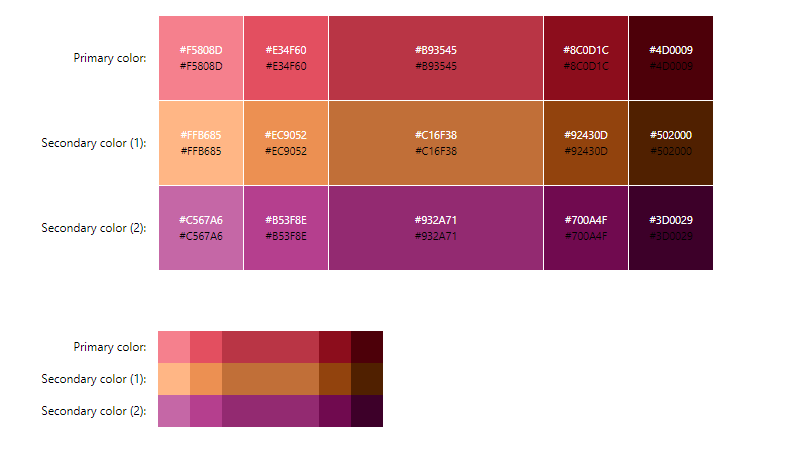 #F5808D #E34F60 #B93545 #8C0D1C #4D0009
Primary color:
#F5808D #E34F60 #B93545 #8C0D1C #4D0009
#FFB685 #EC9052 #C16F38 #92430D #502000
Secondary color (1):
#FFB685 #EC9052 #C16F38 #92430D #502000
#C567A6 #B53F8E #932A71 #700A4F #3D0029
Secondary color (2):
#C567A6 #B53F8E #932A71 #700A4F #3D0029
Primary color:
Secondary color (1):
Secondary color (2):